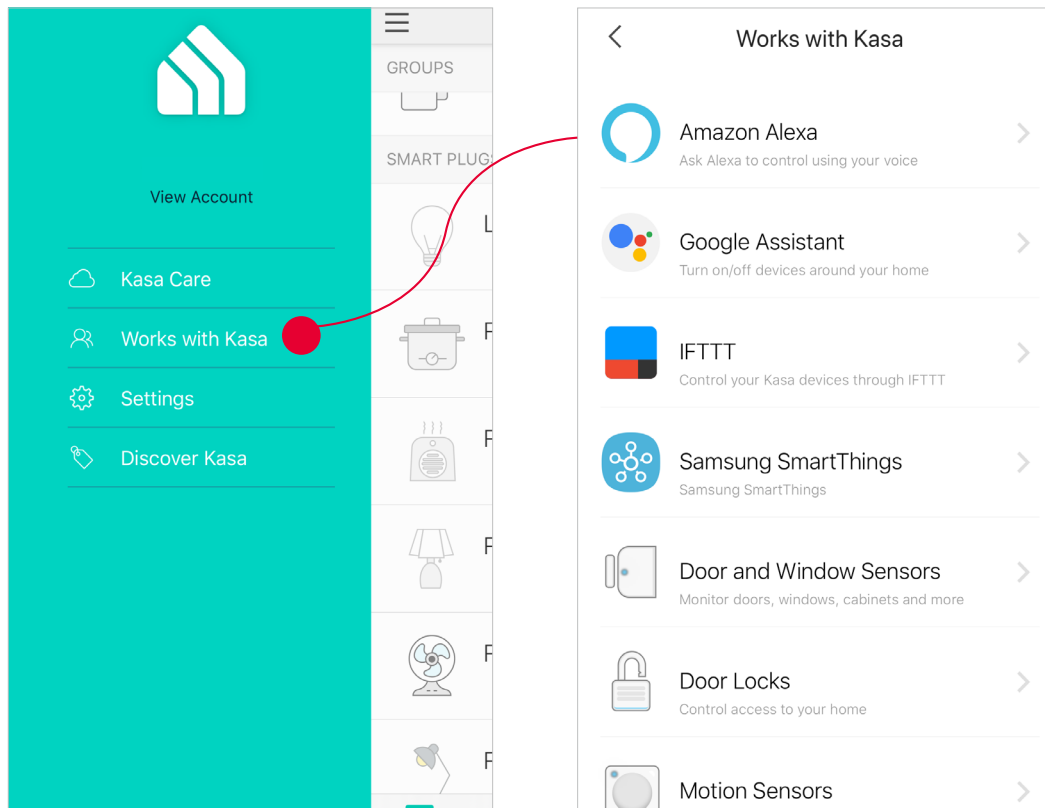 View Account
Kasa Care
Works with Kasa
Settings
Discover Kasa
GROUPS
SMART PLUGS
L
F
F
F
F
F
Works with Kasa
Amazon Alexa
Ask Alexa to control using your voice
Google Assistant
Turn on/off devices around your home
IFTTT
Control your Kasa devices through IFTTT
Samsung SmartThings
Samsung SmartThings
Door and Window Sensors
Monitor doors, windows, cabinets and more
Door Locks
Control access to your home
Motion Sensors